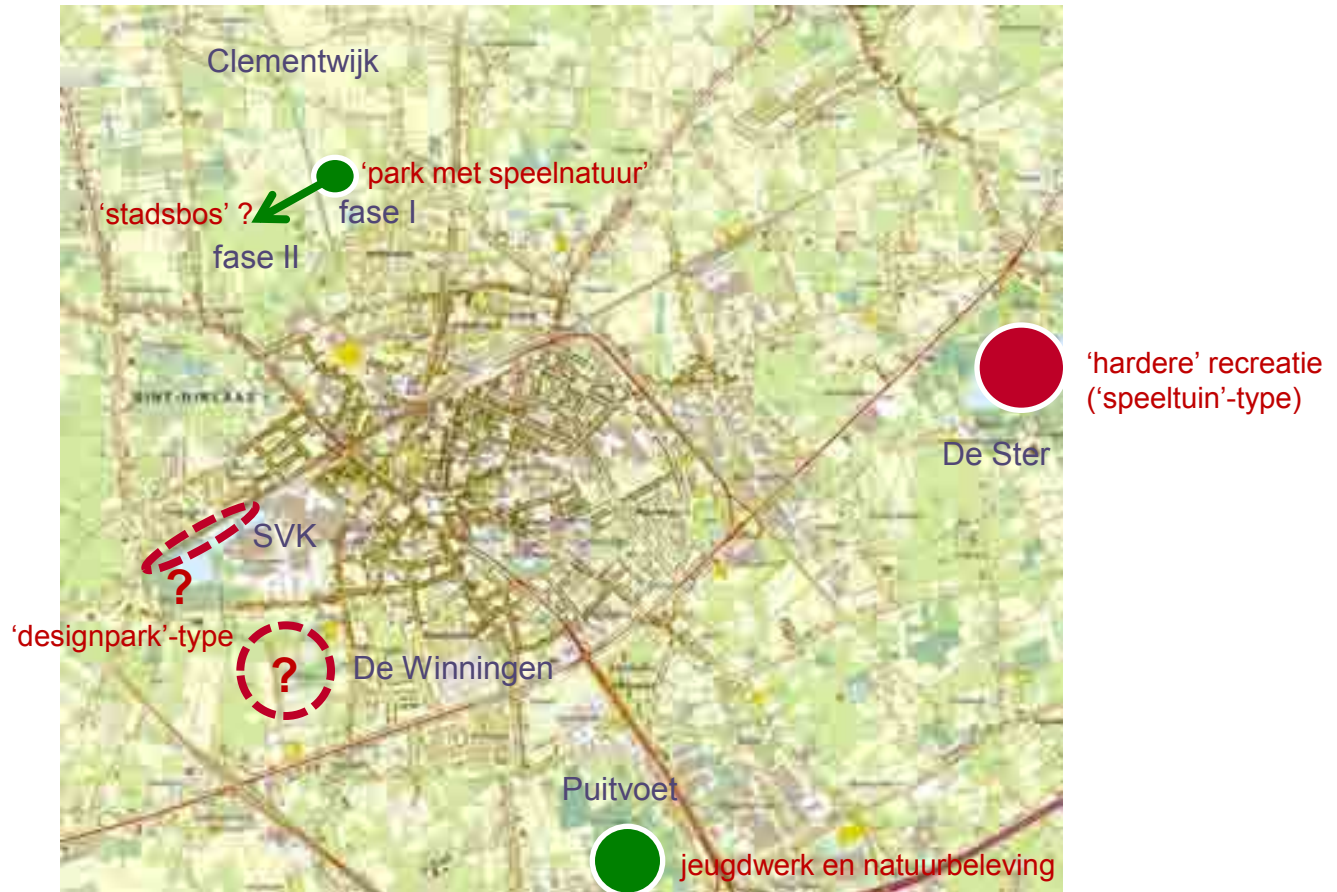 Clementwijk
‘park met speelnatuur’
‘stadsbos’ ?
fase I
fase II
‘hardere’ recreatie
(‘speeltuin’-type)
De Ster
SVK
?
‘designpark’-type
?
De Winningen
Puitvoet
jeugdwerk en natuurbeleving